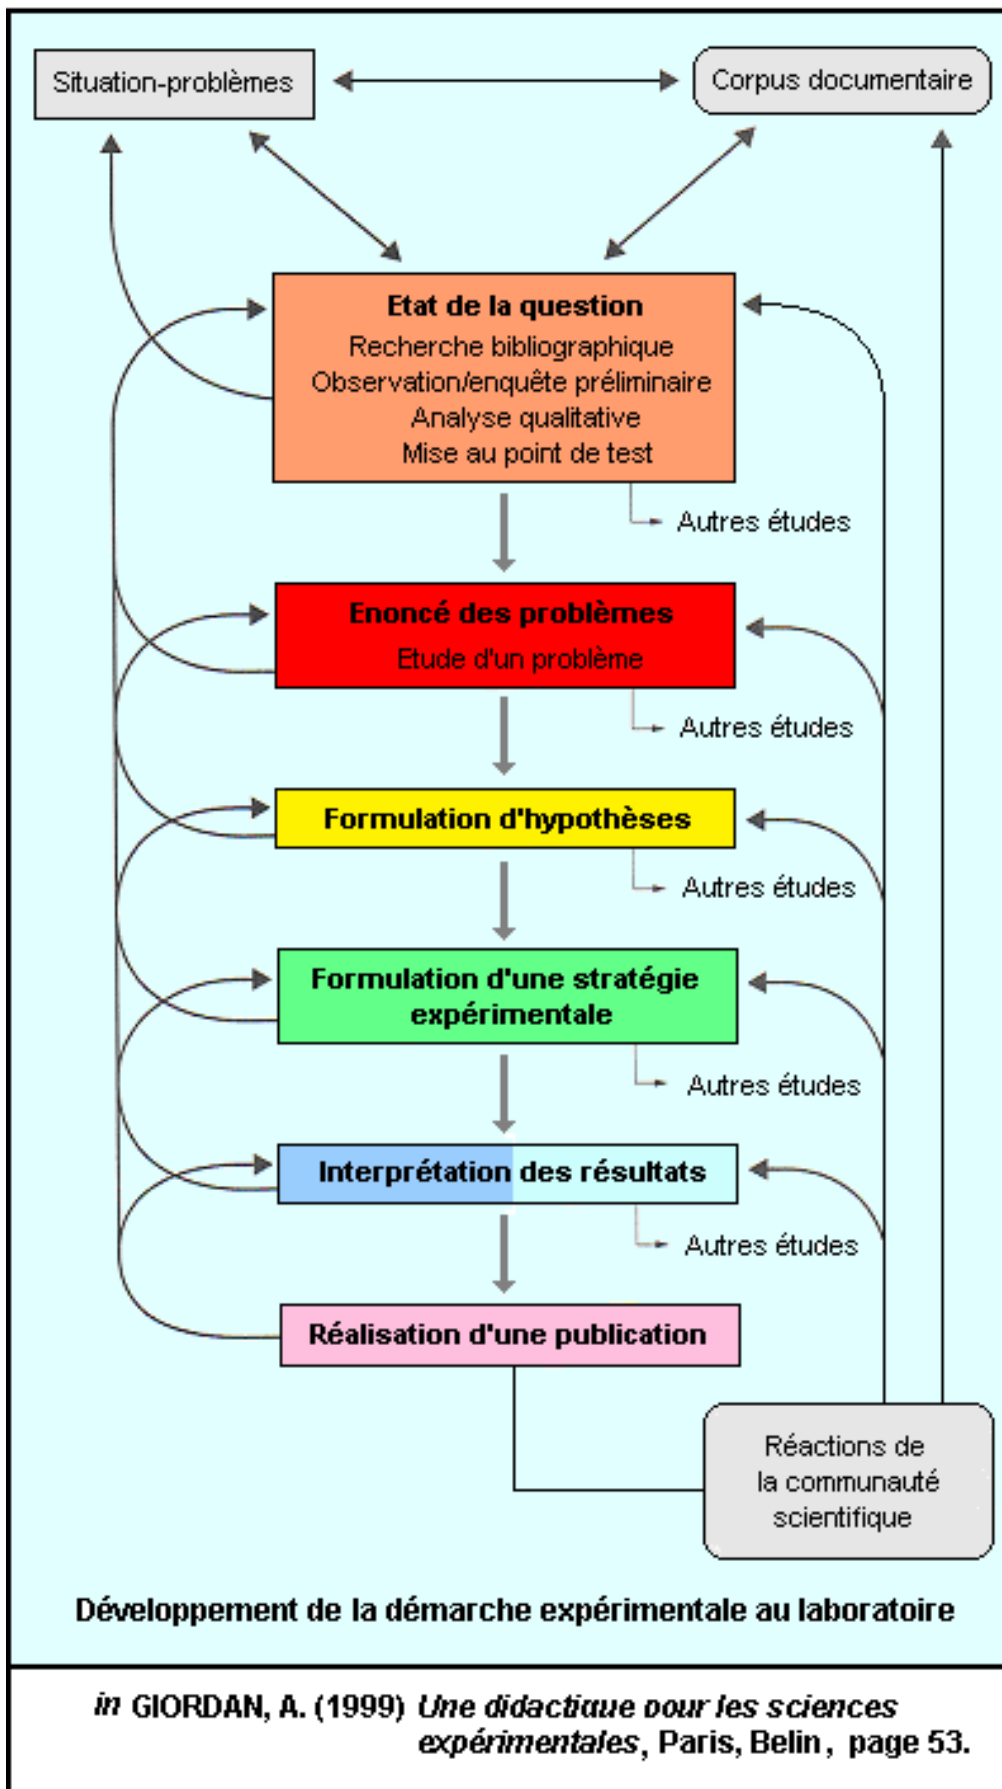 Situation-problèmes
Corpus documentaire
Etat de la question
Recherche bibliographique
Observation/enquête préliminaire
Analyse qualitative
Mise au point de test
Autres études
Enoncé des problèmes
Etude d'un problème
Autres études
Formulation d'hypothèses
Autres études
Formulation d'une stratégie
expérimentale
Autres études
Interprétation des résultats
Autres études
Réalisation d'une publication
Réactions de
la communauté
scientifique
Développement de la démarche expérimentale au laboratoire
in GIORDAN, A. (1999) Une didactique pour les sciences
expérimentales, Paris, Belin, page 53.